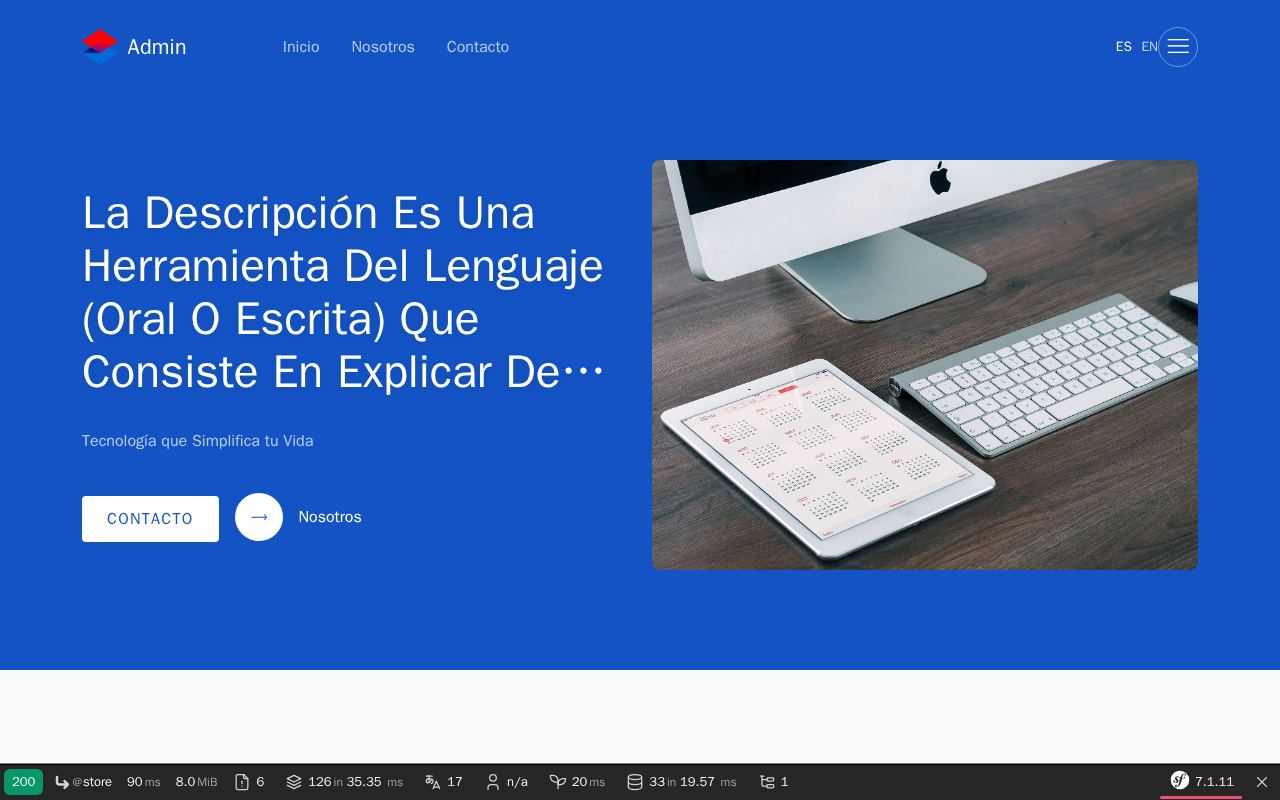 Admin
Inicio
Nosotros
Contacto
ES
EN
La Descripción Es Una
Herramienta Del Lenguaje
(Oral O Escrita) Que
Consiste En Explicar De···
Tecnología que Simplifica tu Vida
CONTACTO
→
Nosotros
200
@store
90 ms
8.0 MiB
6
126 in 35.35 ms
17
n/a
20 ms
33 in 19.57 ms
1
sf
7.1.11